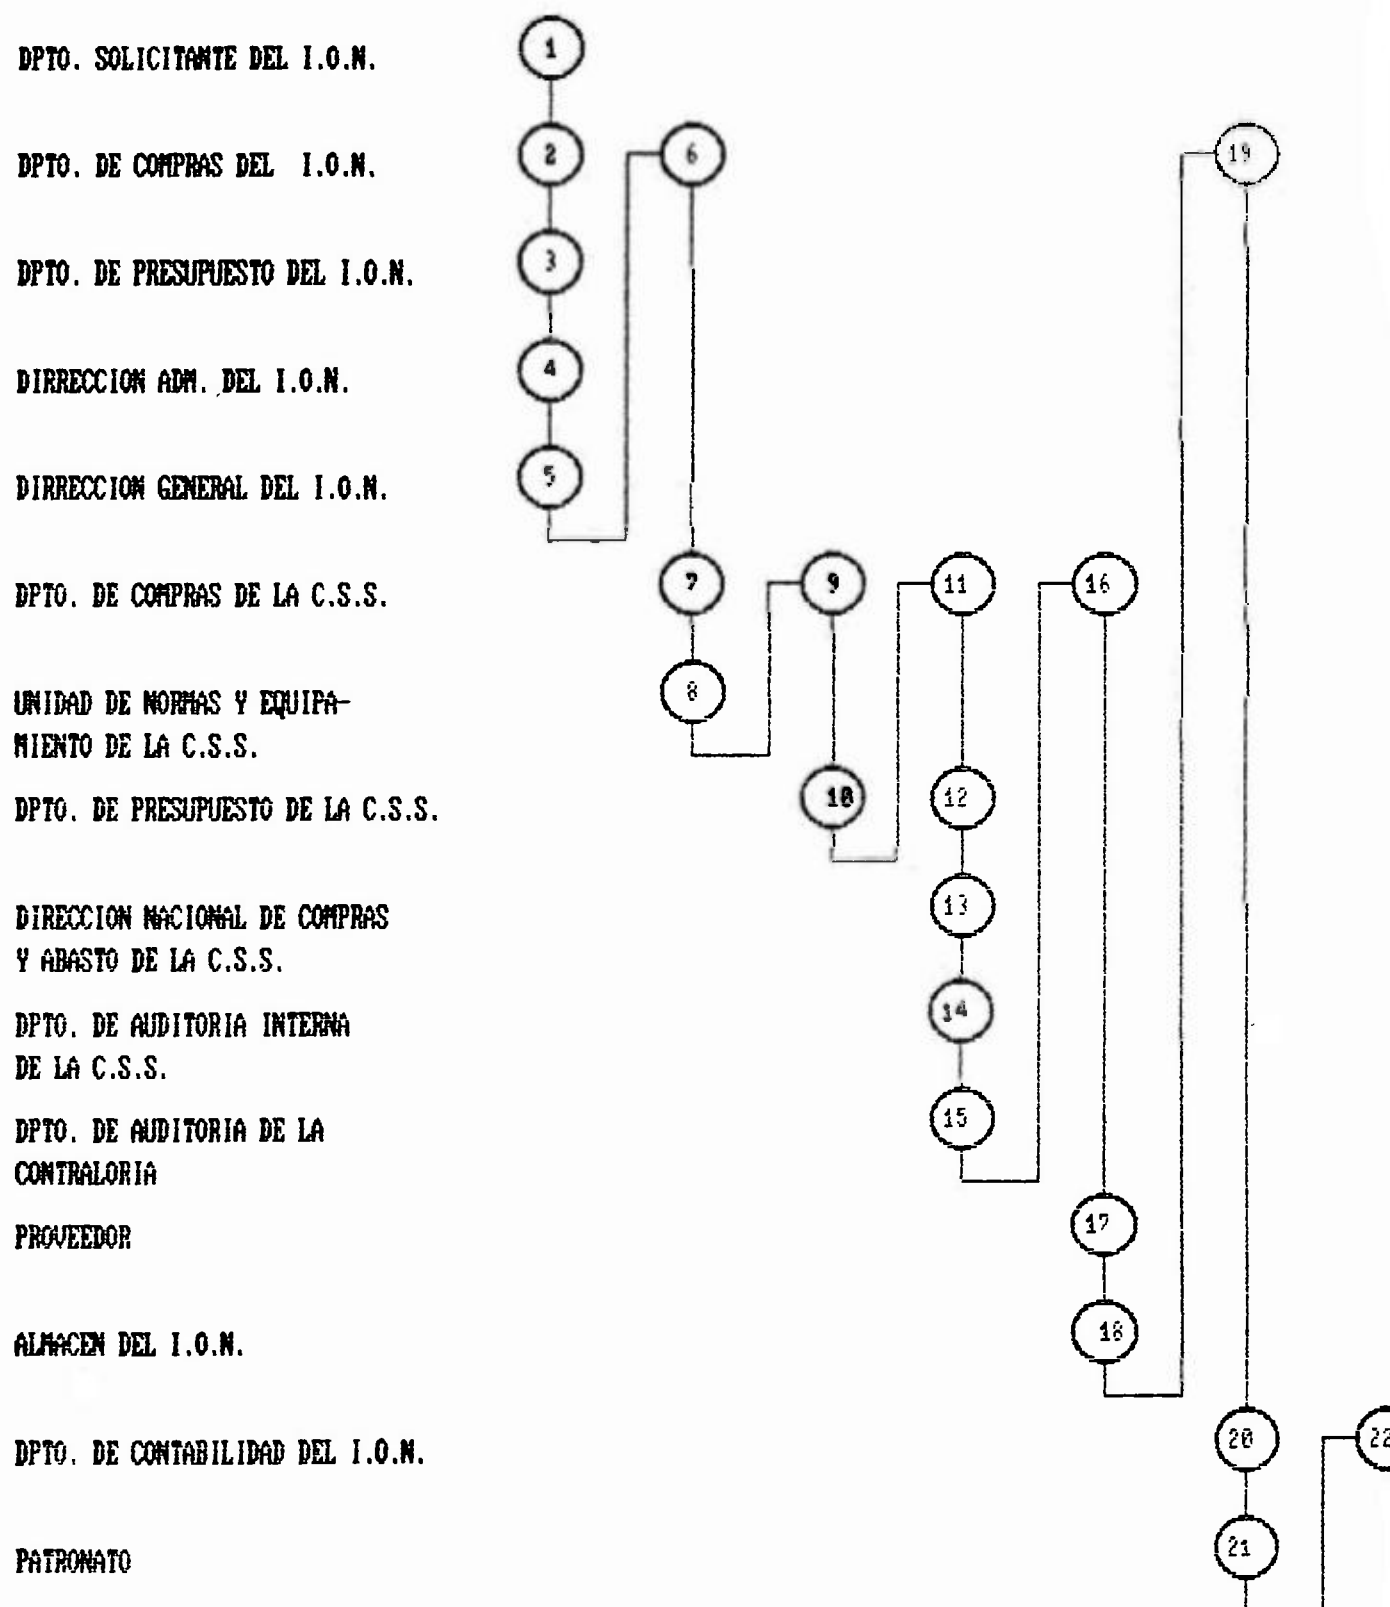 DPTO. SOLICITANTE DEL I.O.N.
1
DPTO. DE COMPRAS DEL I.O.N.
2
6
19
DPTO. DE PRESUPUESTO DEL I.O.N.
3
DIRRECCION ADM. DEL I.O.N.
4
DIRRECCION GENERAL DEL I.O.N.
5
DPTO. DE COMPRAS DE LA C.S.S.
7
9
11
16
UNIDAD DE NORMAS Y EQUIPA-
MIENTO DE LA C.S.S.
8
DPTO. DE PRESUPUESTO DE LA C.S.S.
10
12
DIRECCION NACIONAL DE COMPRAS
Y ABASTO DE LA C.S.S.
13
DPTO. DE AUDITORIA INTERNA
DE LA C.S.S.
14
DPTO. DE AUDITORIA DE LA
CONTRALORIA
15
PROVEEDOR
17
ALMACEN DEL I.O.N.
18
DPTO. DE CONTABILIDAD DEL I.O.N.
20
22
PATRONATO
21